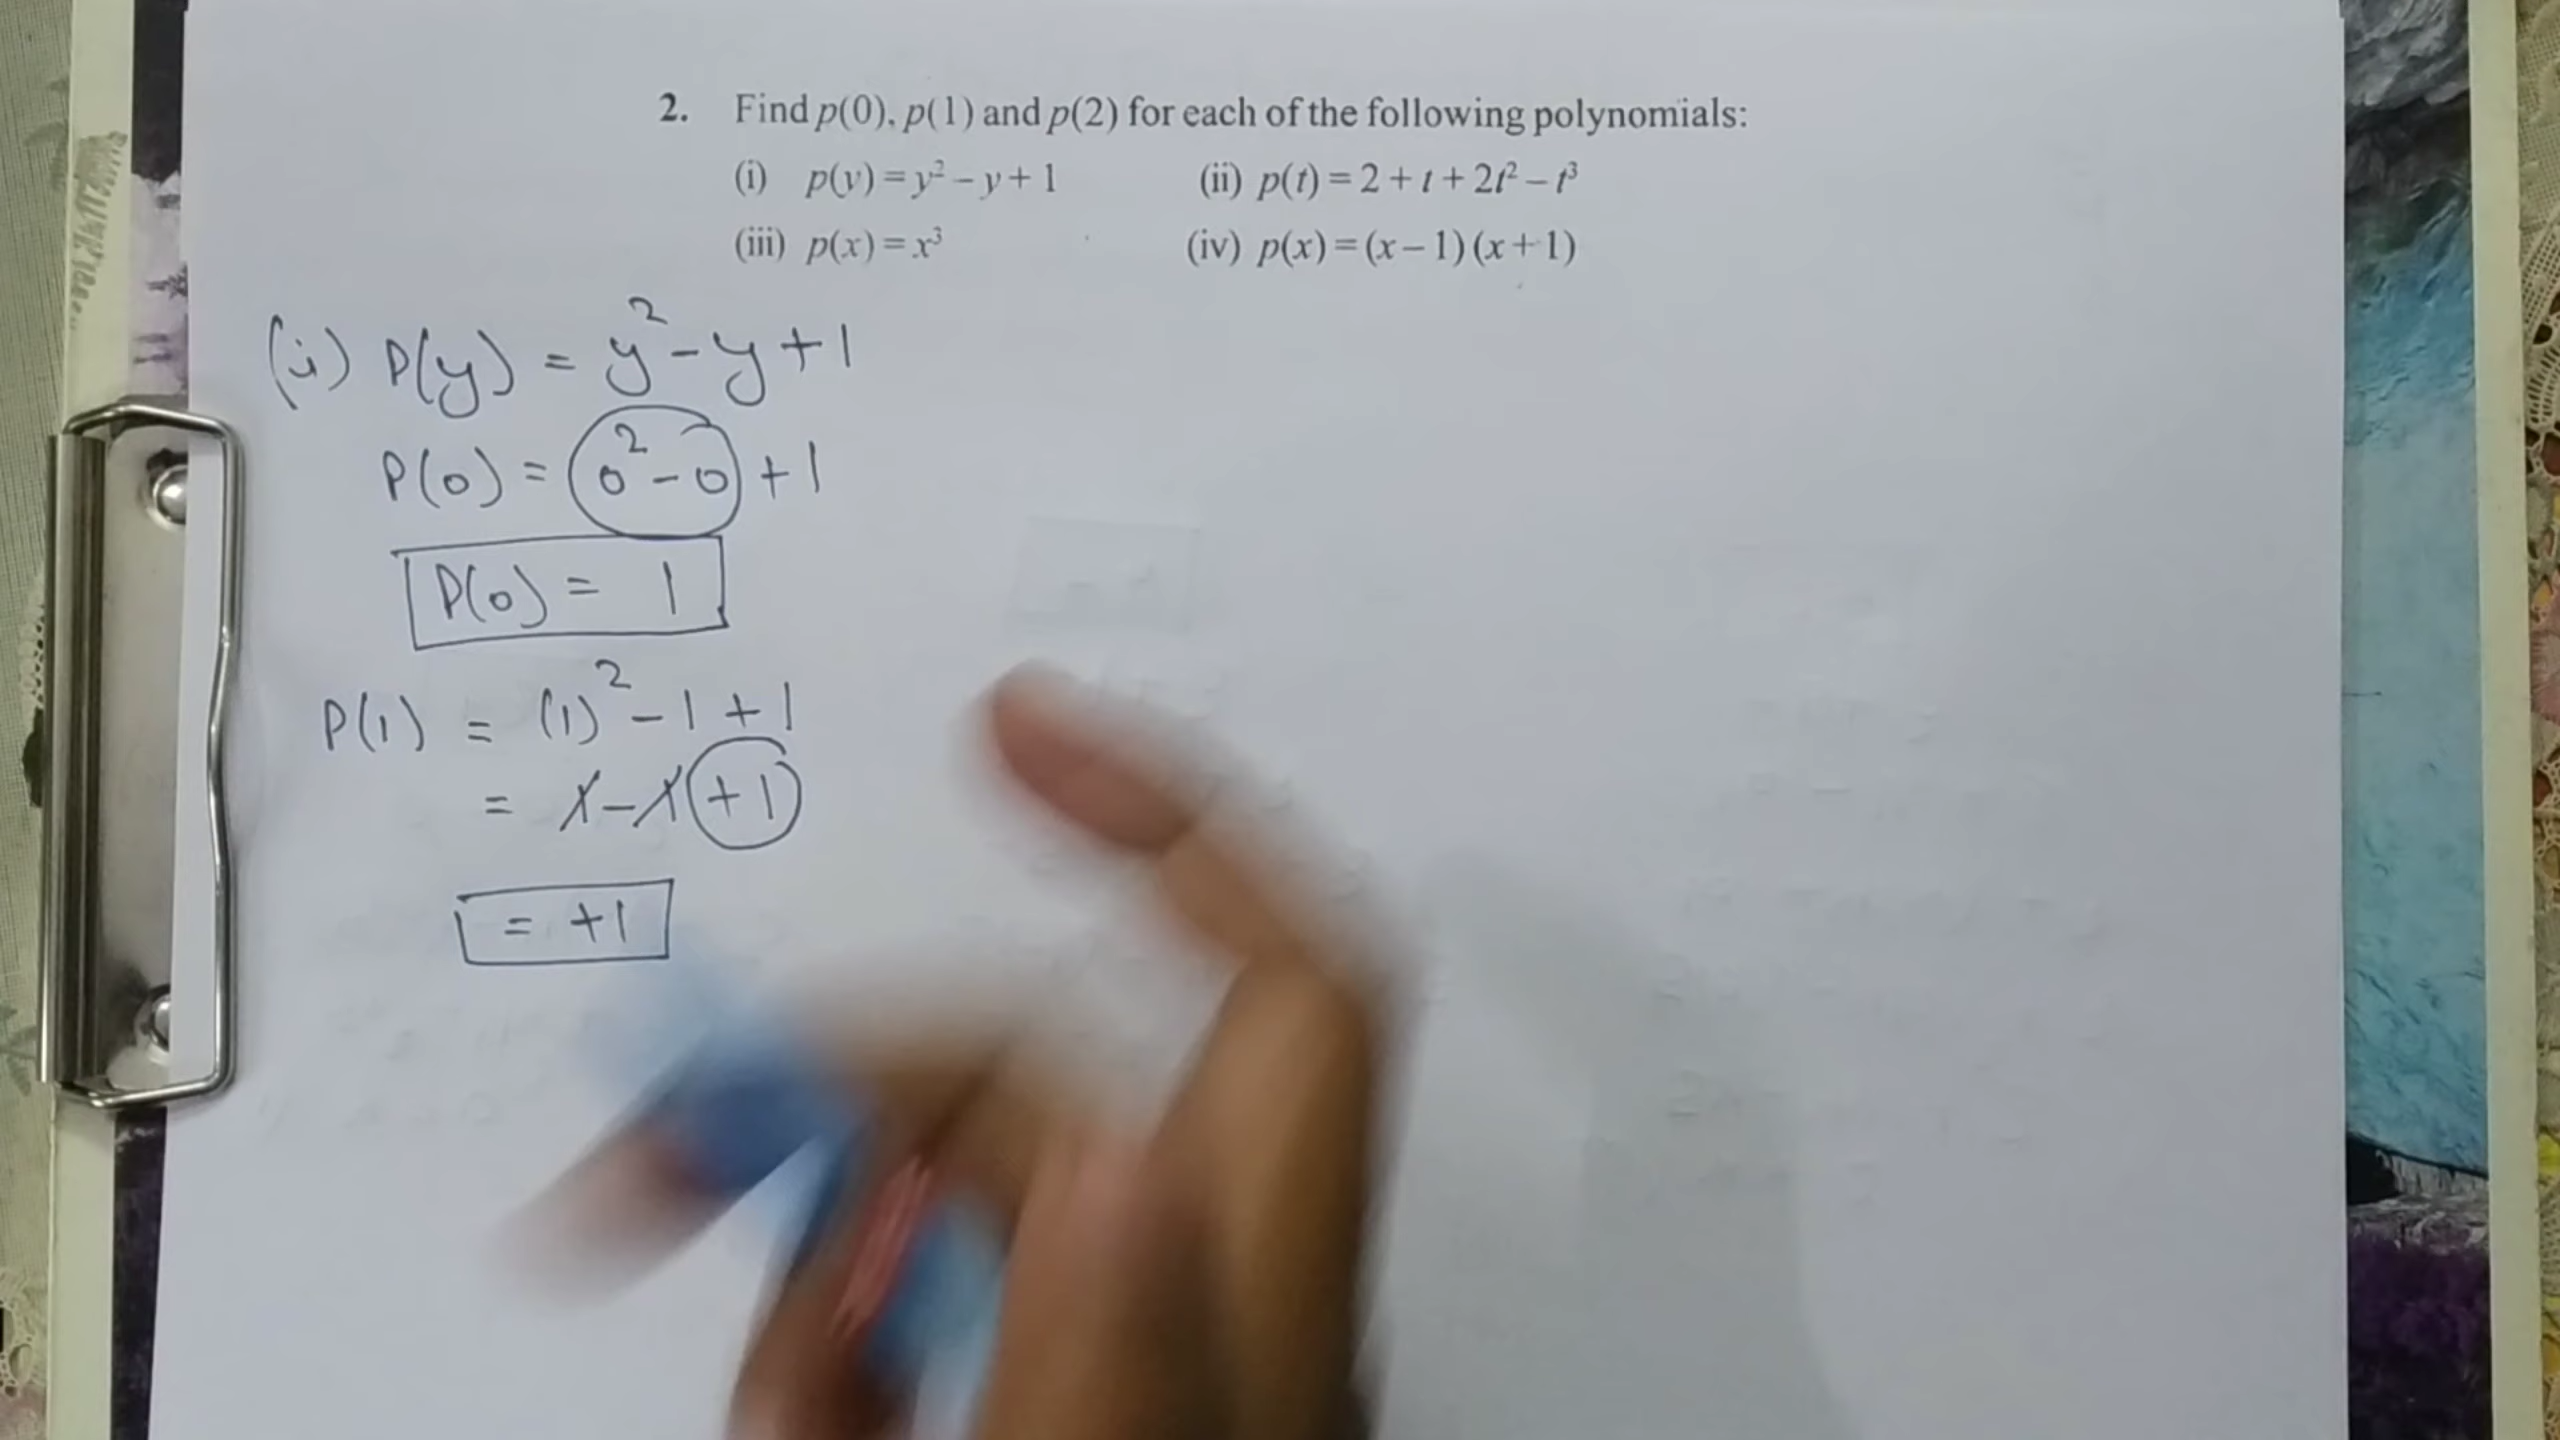 2. Find p(0), p(1) and p(2) for each of the following polynomials:
(i) p(y) = y² – y + 1 (ii) p(t) = 2 + t + 2t² – t³
(iii) p(x) = x³ (iv) p(x) = (x – 1) (x + 1)
(i) P(y) = y² - y + 1
P(0) = 0² - 0 + 1
P(0) = 1
P(1) = (1)² - 1 + 1
= 1 - 1 + 1
= +1